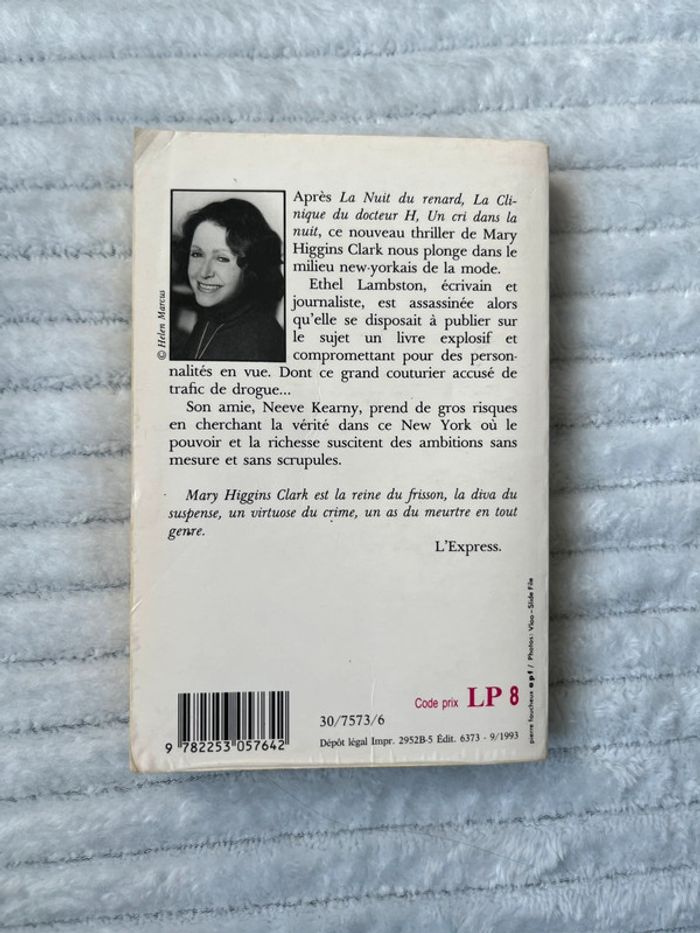 Après La Nuit du renard, La Cli-
nique du docteur H, Un cri dans la
nuit, ce nouveau thriller de Mary
Higgins Clark nous plonge dans le
milieu new-yorkais de la mode.
Ethel Lambston, écrivain et
journaliste, est assassinée alors
qu'elle se disposait à publier sur
le sujet un livre explosif et
compromettant pour des person-
nalités en vue. Dont ce grand couturier accusé de
trafic de drogue...
Son amie, Neeve Kearny, prend de gros risques
en cherchant la vérité dans ce New York où le
pouvoir et la richesse suscitent des ambitions sans
mesure et sans scrupules.
© Helen Marcus
Mary Higgins Clark est la reine du frisson, la diva du
suspense, un virtuose du crime, un as du meurtre en tout
genre.
L'Express.
Code prix LP 8
30/7573/6
9 782253 057642
Dépôt légal Impr. 2952B-5 Édit. 6373 - 9/1993
pierre faucheux apf / Photos: Vloo - Slide File